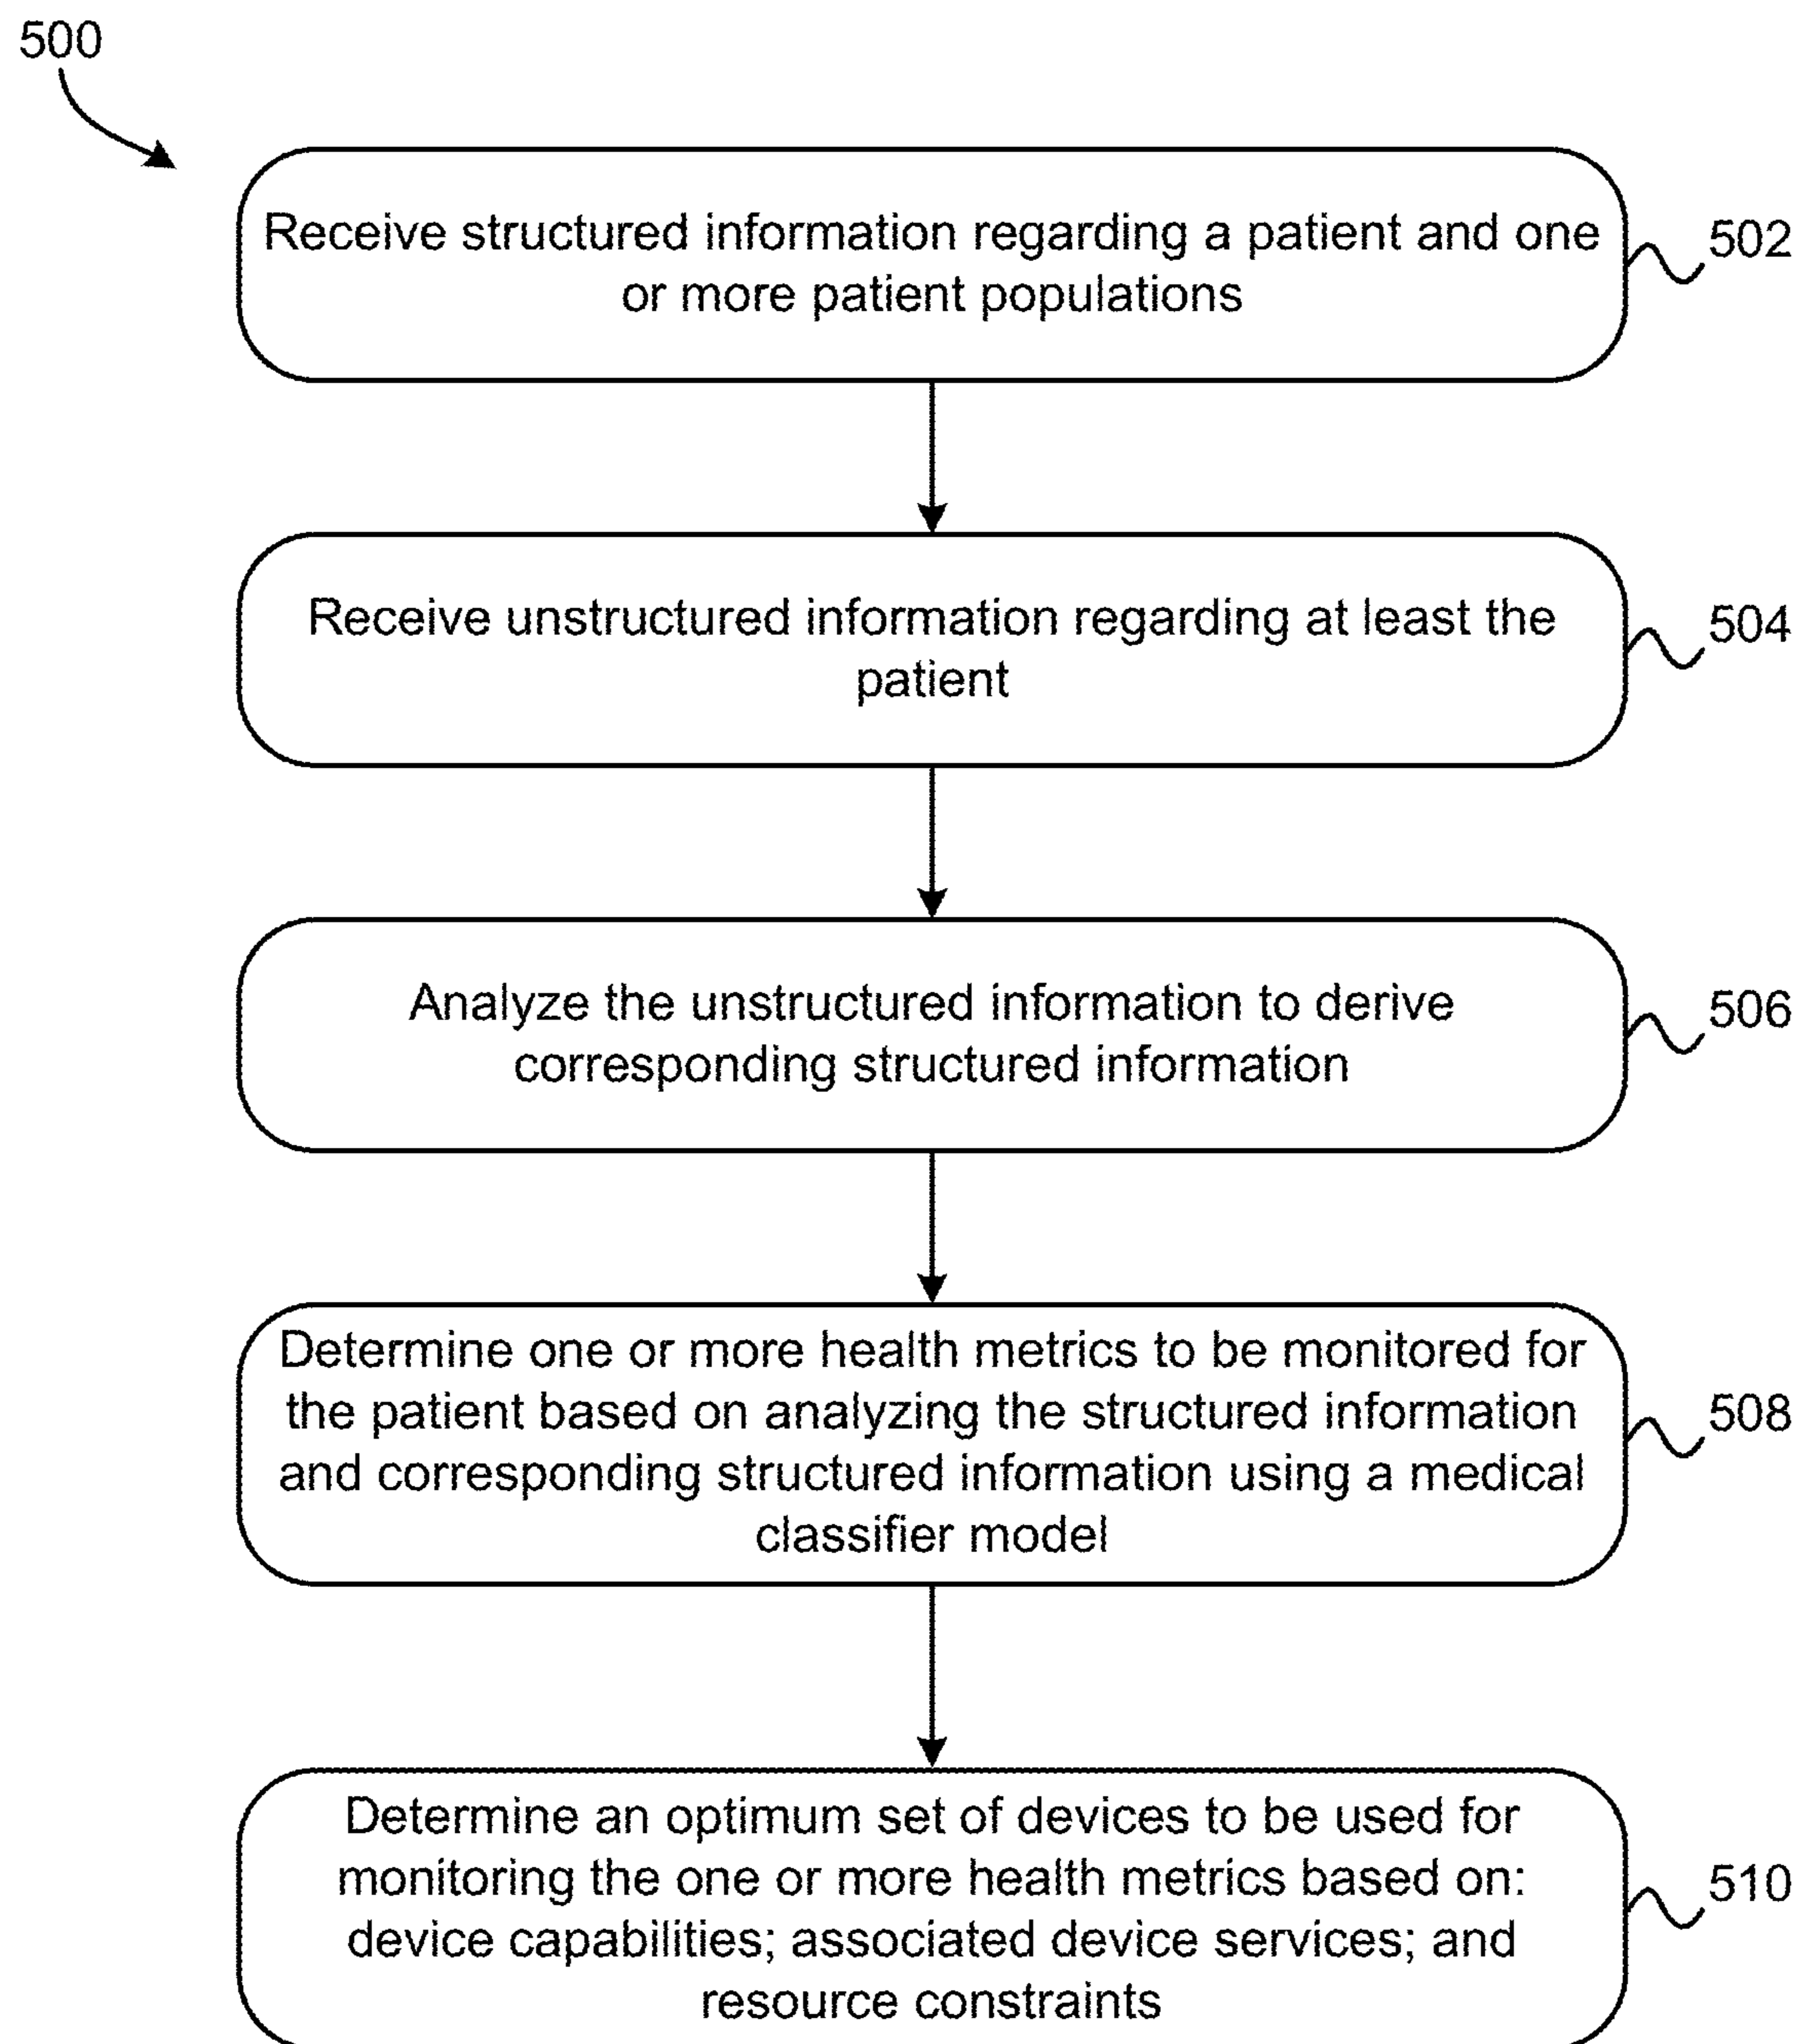 500
Receive structured information regarding a patient and one
or more patient populations
502
Receive unstructured information regarding at least the
patient
504
Analyze the unstructured information to derive
corresponding structured information
506
Determine one or more health metrics to be monitored for
the patient based on analyzing the structured information
and corresponding structured information using a medical
classifier model
508
Determine an optimum set of devices to be used for
monitoring the one or more health metrics based on:
device capabilities; associated device services; and
resource constraints
510